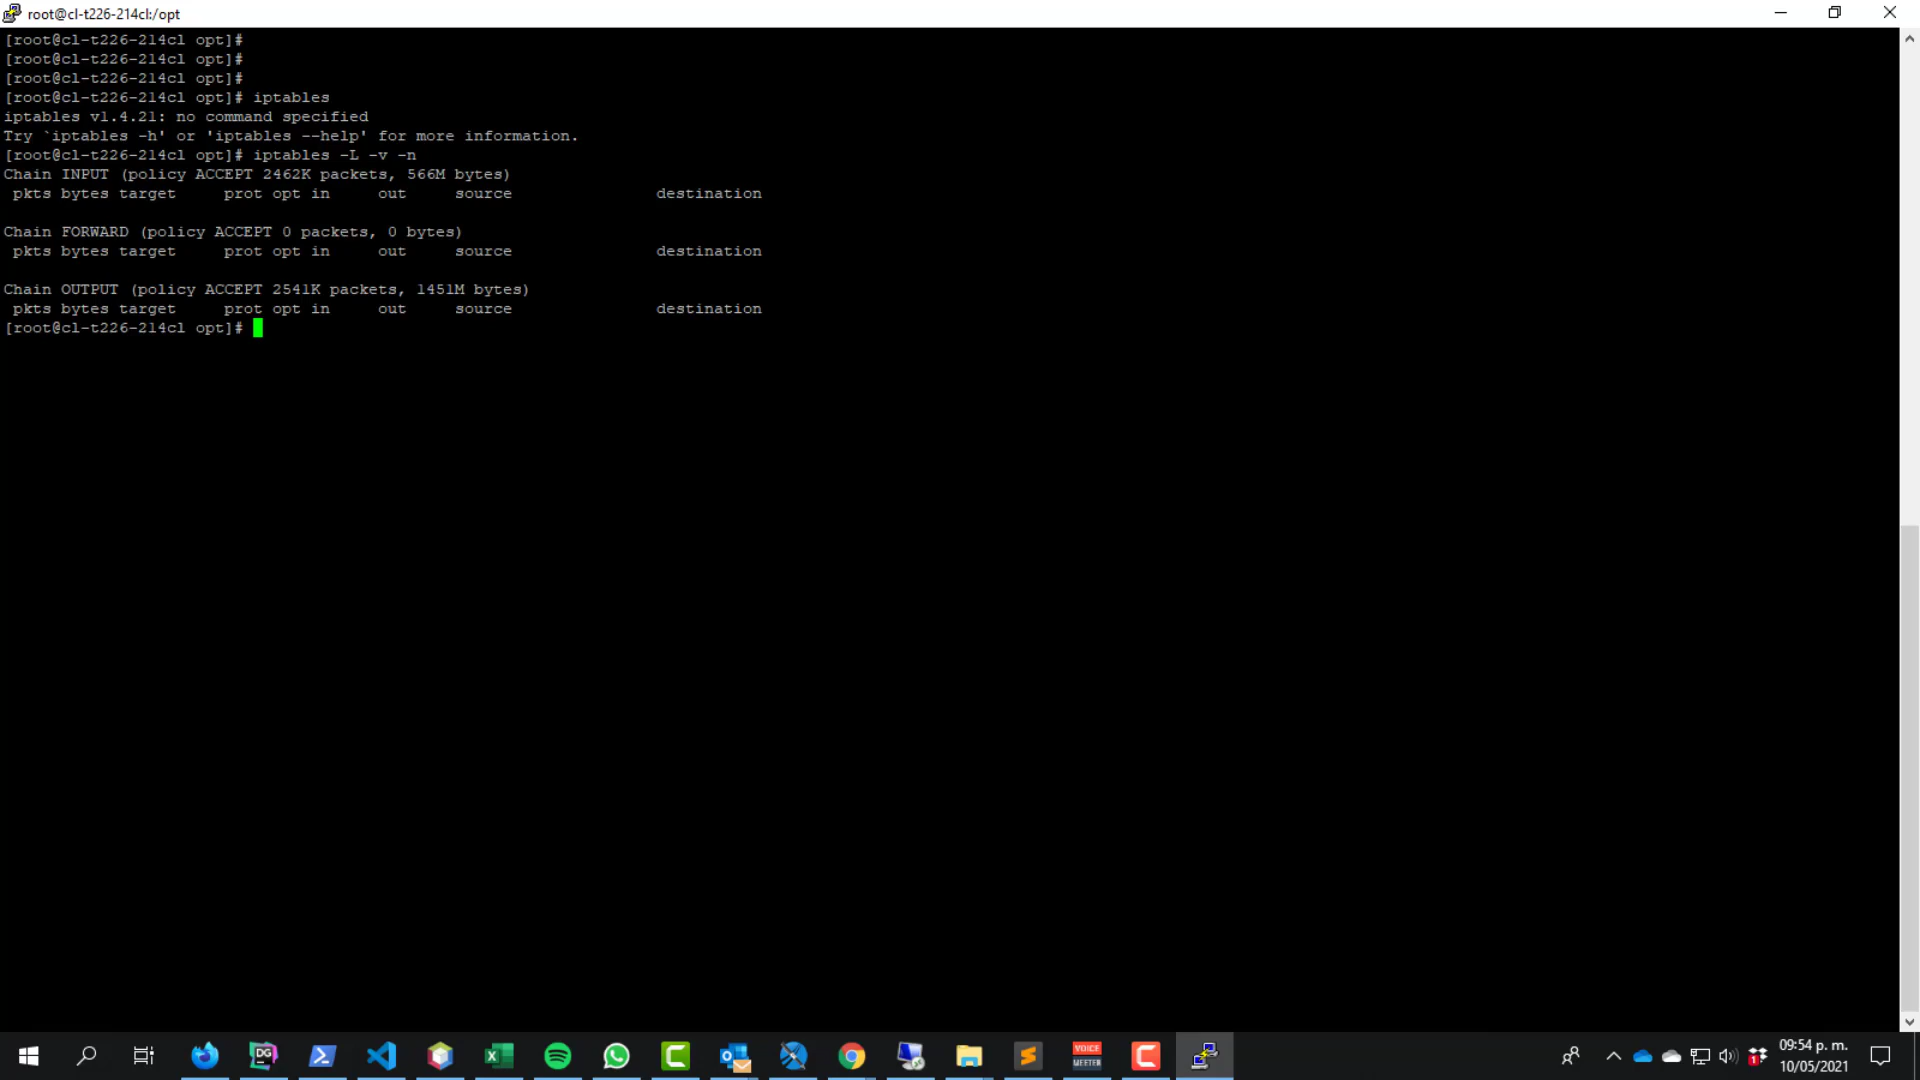 root@cl-t226-214cl:/opt
[root@cl-t226-214cl opt]#
[root@cl-t226-214cl opt]#
[root@cl-t226-214cl opt]#
[root@cl-t226-214cl opt]# iptables
iptables v1.4.21: no command specified
Try `iptables -h' or 'iptables --help' for more information.
[root@cl-t226-214cl opt]# iptables -L -v -n
Chain INPUT (policy ACCEPT 2462K packets, 566M bytes)
 pkts bytes target     prot opt in     out     source               destination
Chain FORWARD (policy ACCEPT 0 packets, 0 bytes)
 pkts bytes target     prot opt in     out     source               destination
Chain OUTPUT (policy ACCEPT 2541K packets, 1451M bytes)
 pkts bytes target     prot opt in     out     source               destination
[root@cl-t226-214cl opt]#
DG
VOICE
MEETER
1
09:54 p. m.
10/05/2021